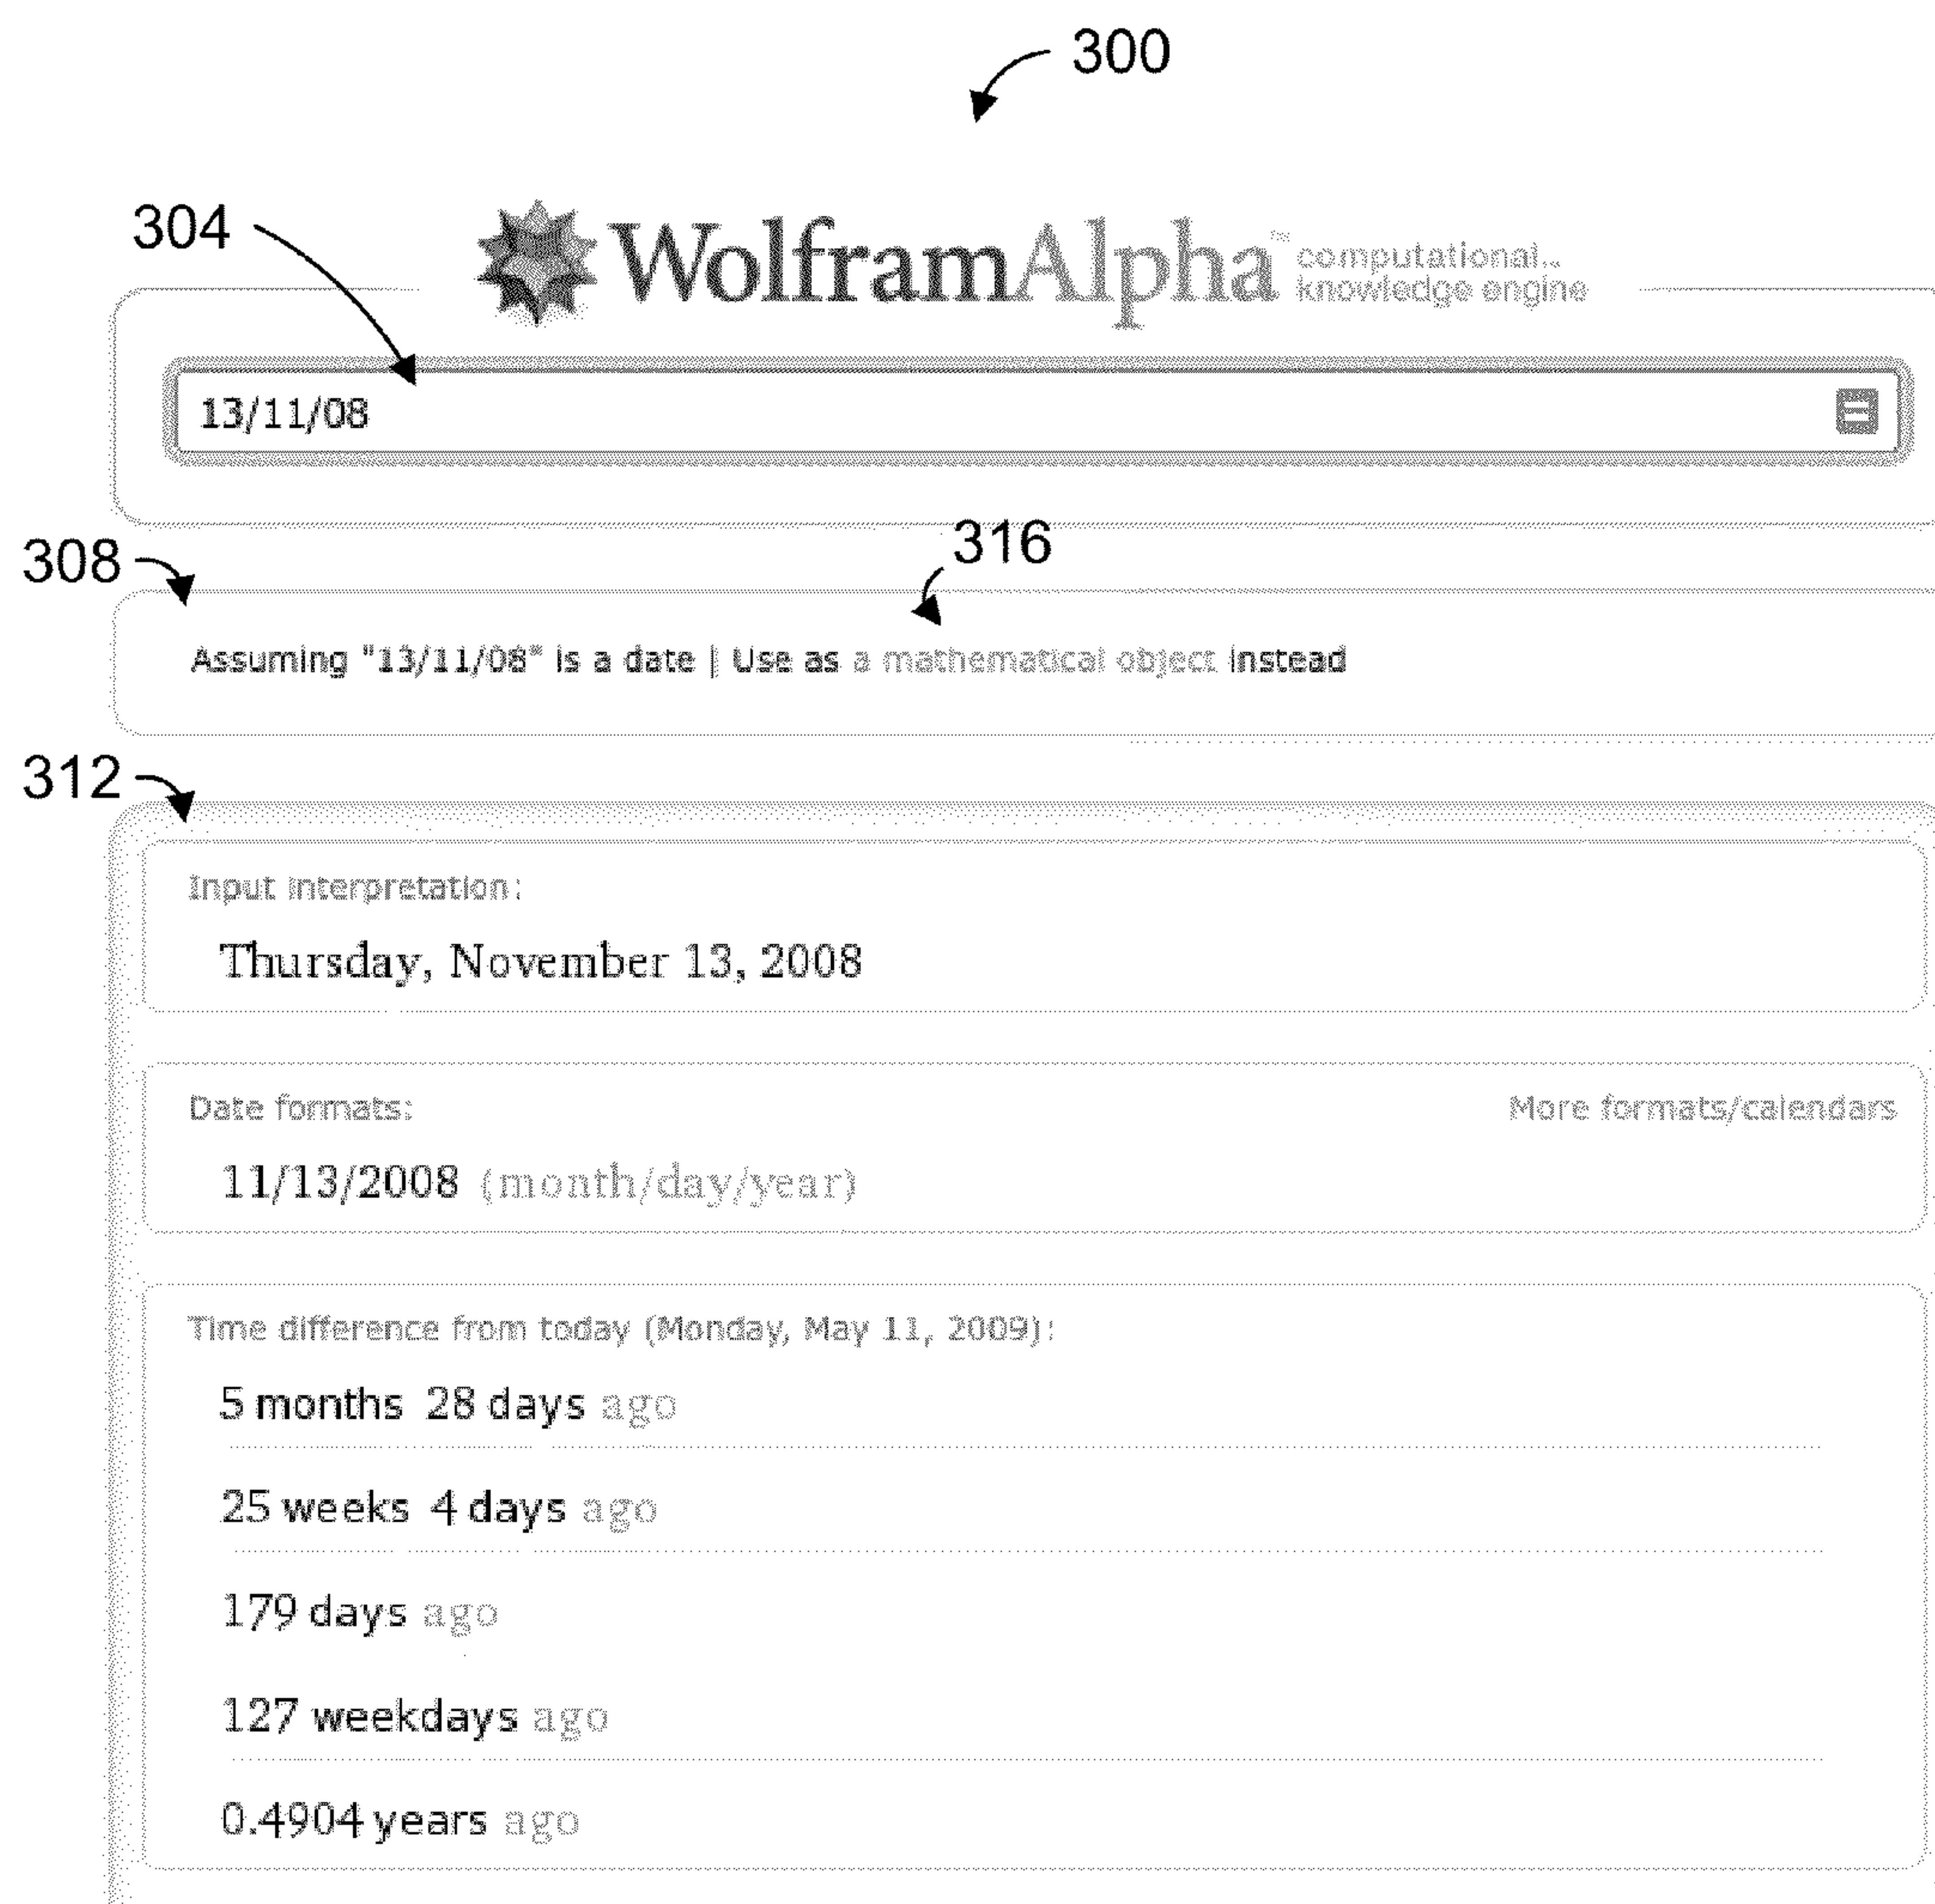 300
304
WolframAlpha™ computational..
knowledge engine
13/11/08
308
316
Assuming "13/11/08" is a date | Use as a mathematical object instead
312
Input interpretation:
Thursday, November 13, 2008
Date formats:
More formats/calendars
11/13/2008 (month/day/year)
Time difference from today (Monday, May 11, 2009):
5 months 28 days ago
25 weeks 4 days ago
179 days ago
127 weekdays ago
0.4904 years ago